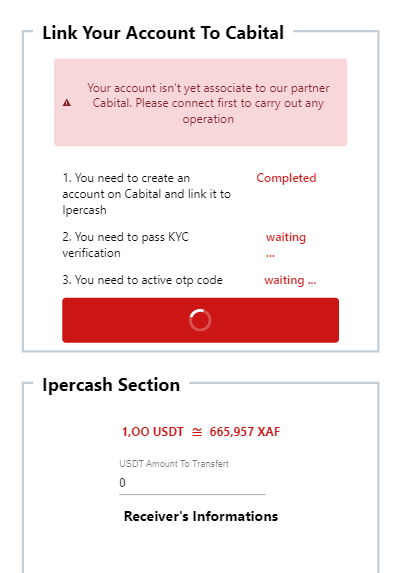 Link Your Account To Cabital
Your account isn't yet associate to our partner
Cabital. Please connect first to carry out any
operation
1. You need to create an
account on Cabital and link it to
Ipercash
Completed
2. You need to pass KYC
verification
waiting
...
3. You need to active otp code
waiting ...
Ipercash Section
1,00 USDT ≅ 665,957 XAF
USDT Amount To Transfert
0
Receiver's Informations